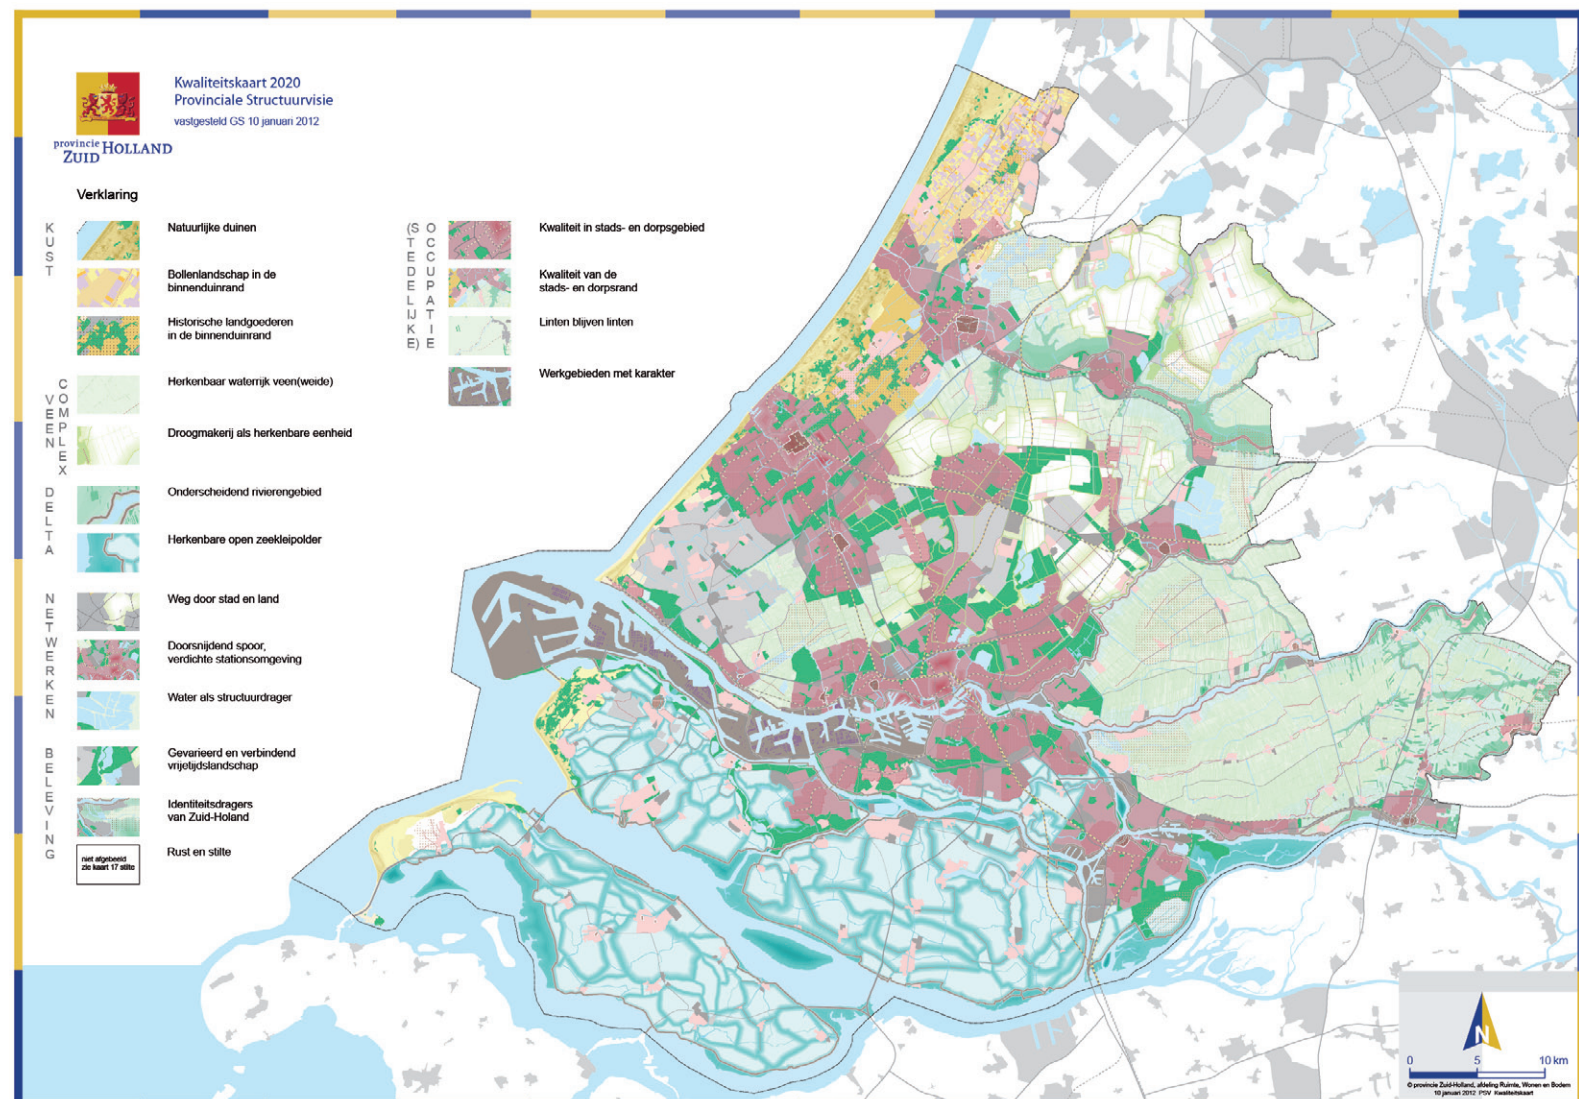 Kwaliteitskaart 2020
Provinciale Structuurvisie
vastgesteld GS 10 januari 2012
provincie
ZUID HOLLAND
Verklaring
KUST
Natuurlijke duinen
Bollenlandschap in de
binnenduinrand
Historische landgoederen
in de binnenduinrand
VEEN
COMPLEX
Herkenbaar waterrijk veen(weide)
Droogmakerij als herkenbare eenheid
DELTA
Onderscheidend rivierengebied
Herkenbare open zeekleipolder
NETWERKEN
Weg door stad en land
Doorsnijdend spoor,
verdichte stationsomgeving
Water als structuurdrager
BELEVING
Gevarieerd en verbindend
vrijetijdslandschap
Identiteitsdragers
van Zuid-Holand
niet afgebeeld
zie kaart 17 stilte
Rust en stilte
(STEDELIJKE)
OCCUPATIE
Kwaliteit in stads- en dorpsgebied
Kwaliteit van de
stads- en dorpsrand
Linten blijven linten
Werkgebieden met karakter
N
0 5 10 km
© provincie Zuid-Holland, afdeling Ruimte, Wonen en Bodem
10 januari 2012 PSV Kwaliteitskaart